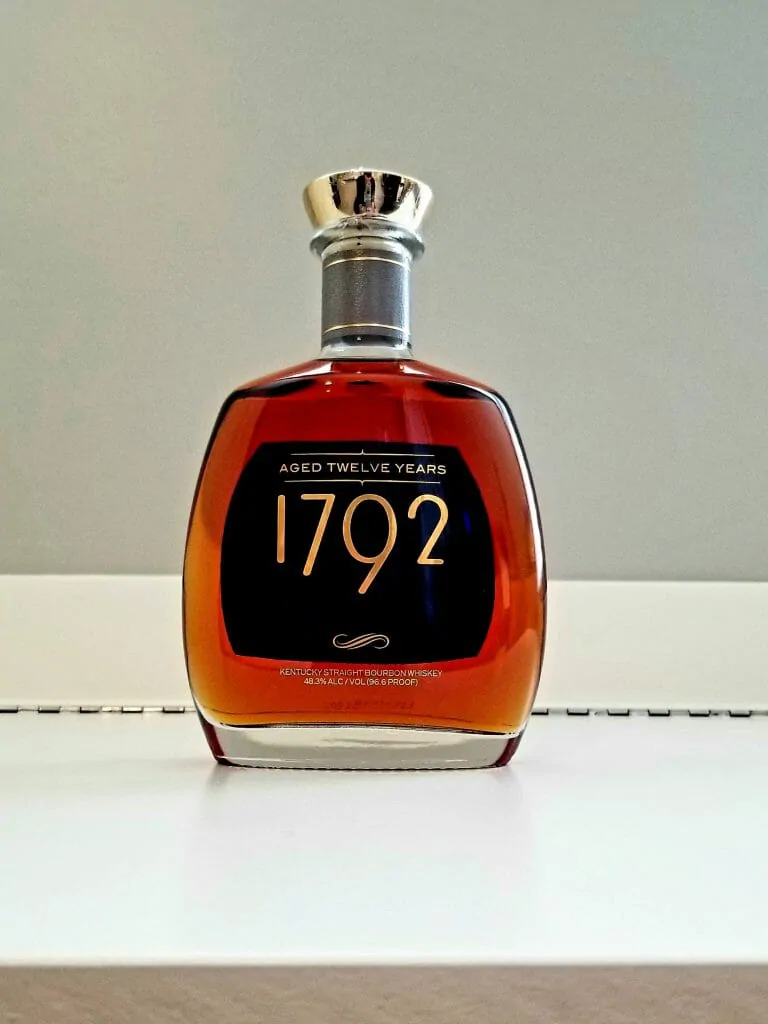 AGED TWELVE YEARS
1792
KENTUCKY STRAIGHT BOURBON WHISKEY
48.3% ALC / VOL (96.6 PROOF)